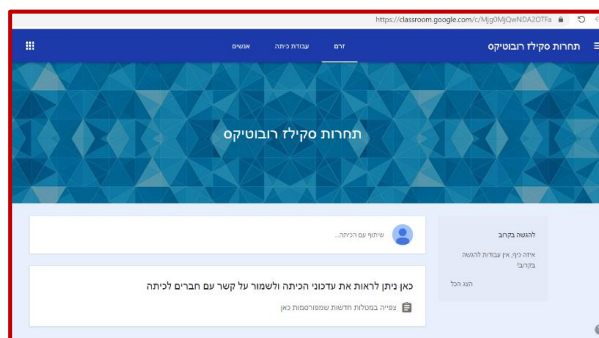 https://classroom.google.com/c/Mjg0MjQwNDA2OTFa
תחרות סקילז רובוטיקס
זרם
עבודת כיתה
אנשים
תחרות סקילז רובוטיקס
להגשה בקרוב
איזה כיף, אין עבודות להגשה
בקרוב!
הצג הכל
שיתוף עם הכיתה...
כאן ניתן לראות את עדכוני הכיתה ולשמור על קשר עם חברים לכיתה
צפייה במטלות חדשות שמפורסמות כאן